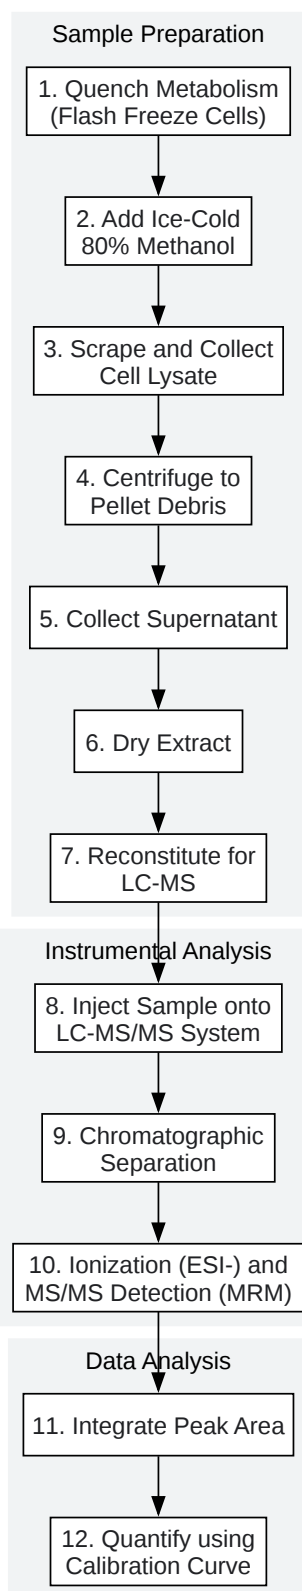 Sample Preparation
1. Quench Metabolism
(Flash Freeze Cells)
2. Add Ice-Cold
80% Methanol
3. Scrape and Collect
Cell Lysate
4. Centrifuge to
Pellet Debris
5. Collect Supernatant
6. Dry Extract
7. Reconstitute for
LC-MS
Instrumental Analysis
8. Inject Sample onto
LC-MS/MS System
9. Chromatographic
Separation
10. Ionization (ESI-) and
MS/MS Detection (MRM)
Data Analysis
11. Integrate Peak Area
12. Quantify using
Calibration Curve